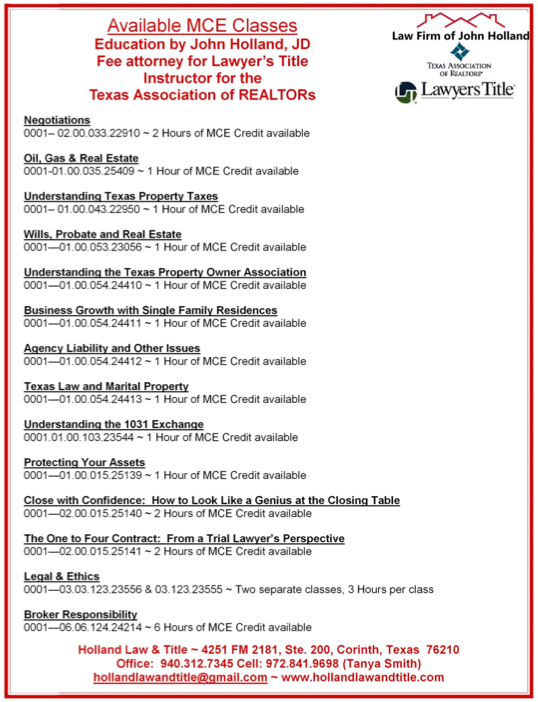 Available MCE Classes
Education by John Holland, JD
Fee attorney for Lawyer's Title
Instructor for the
Texas Association of REALTORs
Law Firm of John Holland
TEXAS ASSOCIATION
OF REALTORS®
Lawyers Title®
Negotiations
0001– 02.00.033.22910 ~ 2 Hours of MCE Credit available
Oil, Gas & Real Estate
0001-01.00.035.25409 ~ 1 Hour of MCE Credit available
Understanding Texas Property Taxes
0001– 01.00.043.22950 ~ 1 Hour of MCE Credit available
Wills, Probate and Real Estate
0001—01.00.053.23056 ~ 1 Hour of MCE Credit available
Understanding the Texas Property Owner Association
0001—01.00.054.24410 ~ 1 Hour of MCE Credit available
Business Growth with Single Family Residences
0001—01.00.054.24411 ~ 1 Hour of MCE Credit available
Agency Liability and Other Issues
0001—01.00.054.24412 ~ 1 Hour of MCE Credit available
Texas Law and Marital Property
0001—01.00.054.24413 ~ 1 Hour of MCE Credit available
Understanding the 1031 Exchange
0001.01.00.103.23544 ~ 1 Hour of MCE Credit available
Protecting Your Assets
0001—01.00.015.25139 ~ 1 Hour of MCE Credit available
Close with Confidence:  How to Look Like a Genius at the Closing Table
0001—02.00.015.25140 ~ 2 Hours of MCE Credit available
The One to Four Contract:  From a Trial Lawyer's Perspective
0001—02.00.015.25141 ~ 2 Hours of MCE Credit available
Legal & Ethics
0001—03.03.123.23556 & 03.123.23555 ~ Two separate classes, 3 Hours per class
Broker Responsibility
0001—06.06.124.24214 ~ 6 Hours of MCE Credit available
Holland Law & Title ~ 4251 FM 2181, Ste. 200, Corinth, Texas  76210
Office:  940.312.7345 Cell: 972.841.9698 (Tanya Smith)
hollandlawandtitle@gmail.com ~ www.hollandlawandtitle.com